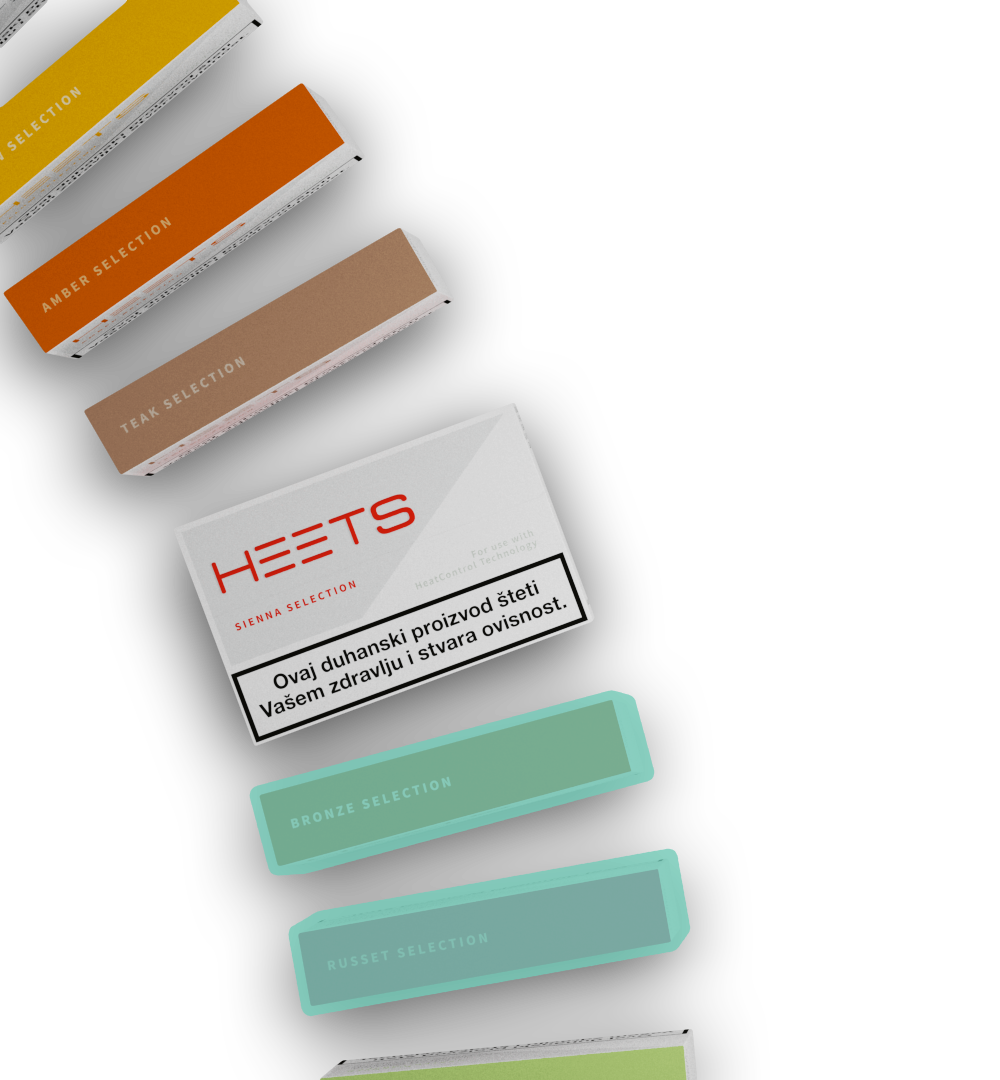 SELECTION
AMBER SELECTION
TEAK SELECTION
HEETS
SIENNA SELECTION
For use with
HeatControl Technology
Ovaj duhanski proizvod šteti
Vašem zdravlju i stvara ovisnost.
BRONZE SELECTION
RUSSET SELECTION